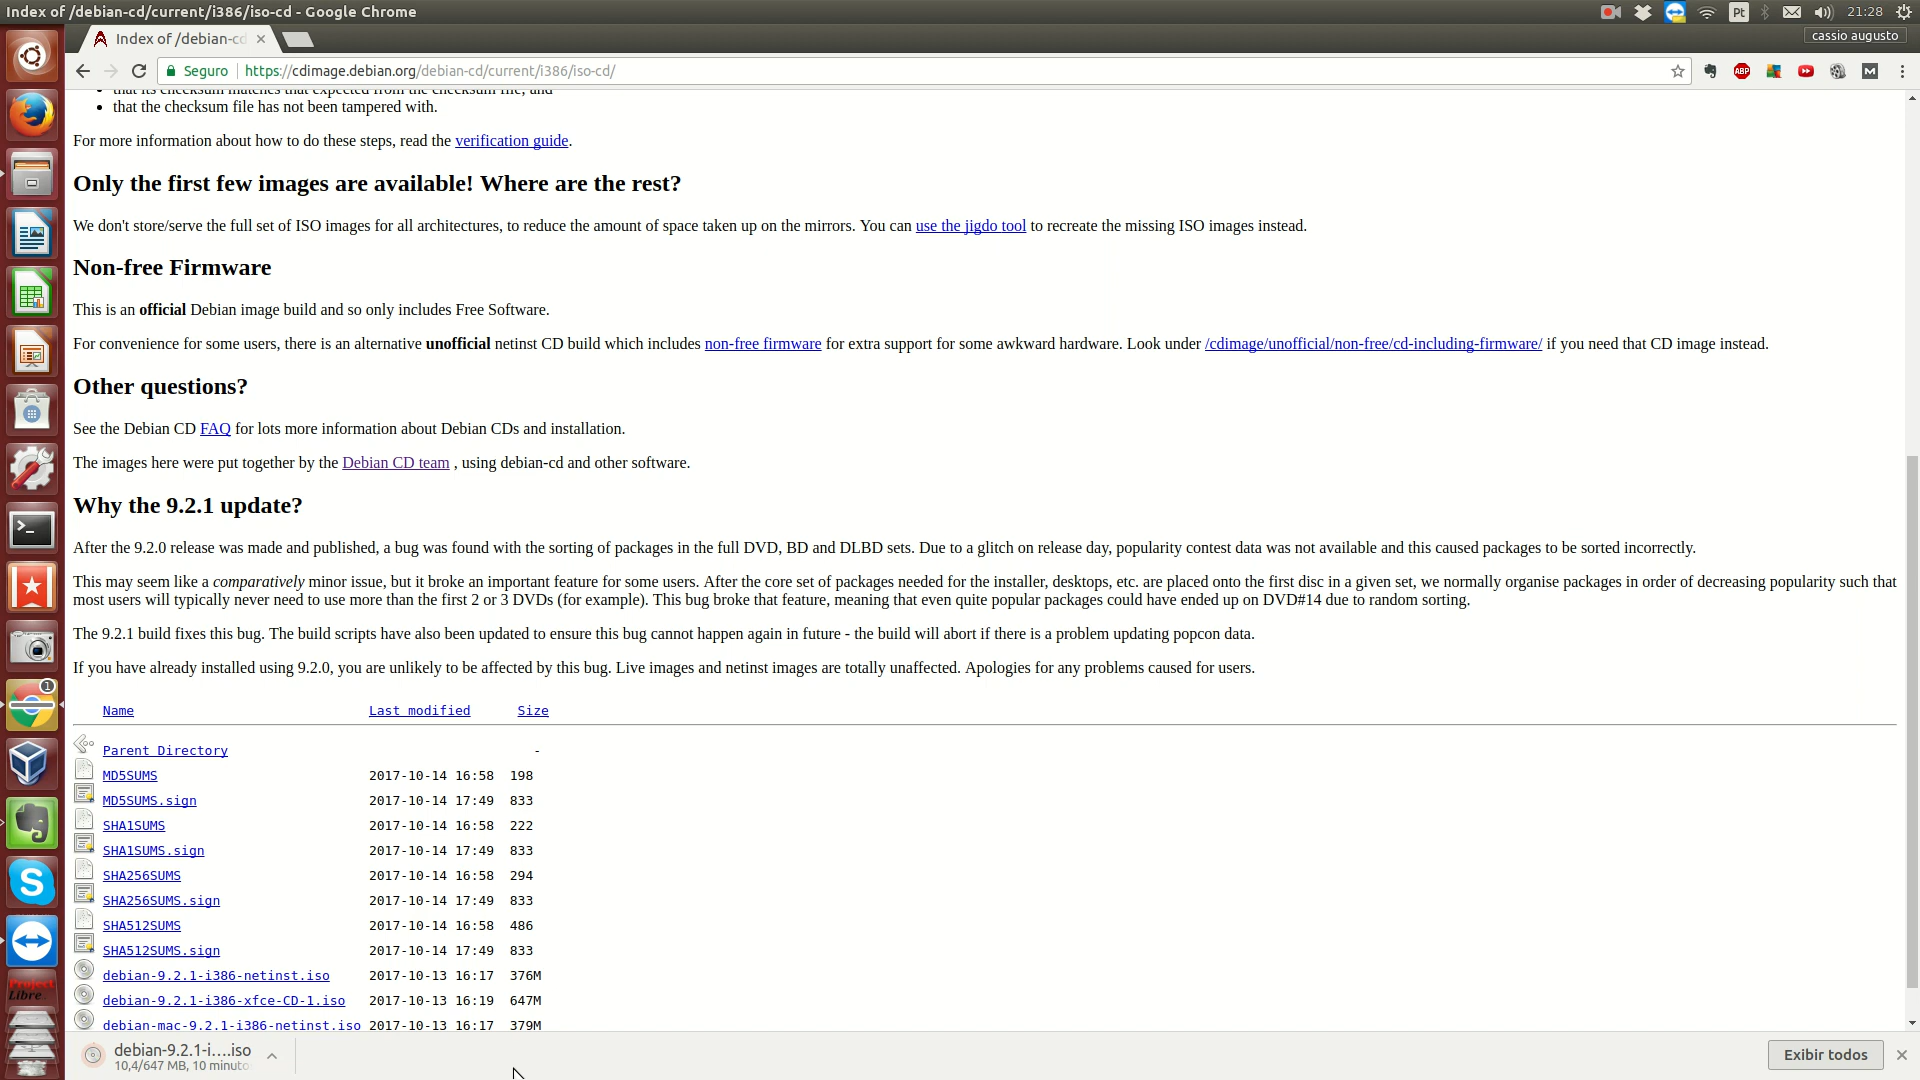 Index of /debian-cd/current/i386/iso-cd - Google Chrome
Pt
21:28
Index of /debian-cd
cassio augusto
Seguro
https://cdimage.debian.org/debian-cd/current/i386/iso-cd/
ABP
M
that its checksum matches that expected from the checksum file, and
that the checksum file has not been tampered with.
For more information about how to do these steps, read the verification guide.
Only the first few images are available! Where are the rest?
We don't store/serve the full set of ISO images for all architectures, to reduce the amount of space taken up on the mirrors. You can use the jigdo tool to recreate the missing ISO images instead.
Non-free Firmware
This is an official Debian image build and so only includes Free Software.
For convenience for some users, there is an alternative unofficial netinst CD build which includes non-free firmware for extra support for some awkward hardware. Look under /cdimage/unofficial/non-free/cd-including-firmware/ if you need that CD image instead.
Other questions?
See the Debian CD FAQ for lots more information about Debian CDs and installation.
The images here were put together by the Debian CD team , using debian-cd and other software.
Why the 9.2.1 update?
After the 9.2.0 release was made and published, a bug was found with the sorting of packages in the full DVD, BD and DLBD sets. Due to a glitch on release day, popularity contest data was not available and this caused packages to be sorted incorrectly.
This may seem like a comparatively minor issue, but it broke an important feature for some users. After the core set of packages needed for the installer, desktops, etc. are placed onto the first disc in a given set, we normally organise packages in order of decreasing popularity such that
most users will typically never need to use more than the first 2 or 3 DVDs (for example). This bug broke that feature, meaning that even quite popular packages could have ended up on DVD#14 due to random sorting.
The 9.2.1 build fixes this bug. The build scripts have also been updated to ensure this bug cannot happen again in future - the build will abort if there is a problem updating popcon data.
If you have already installed using 9.2.0, you are unlikely to be affected by this bug. Live images and netinst images are totally unaffected. Apologies for any problems caused for users.
1
Name Last modified Size
Parent Directory -
MD5SUMS 2017-10-14 16:58 198
MD5SUMS.sign 2017-10-14 17:49 833
SHA1SUMS 2017-10-14 16:58 222
SHA1SUMS.sign 2017-10-14 17:49 833
SHA256SUMS 2017-10-14 16:58 294
SHA256SUMS.sign 2017-10-14 17:49 833
SHA512SUMS 2017-10-14 16:58 486
SHA512SUMS.sign 2017-10-14 17:49 833
debian-9.2.1-i386-netinst.iso 2017-10-13 16:17 376M
debian-9.2.1-i386-xfce-CD-1.iso 2017-10-13 16:19 647M
debian-mac-9.2.1-i386-netinst.iso 2017-10-13 16:17 379M
Project
Libre
debian-9.2.1-i....iso
10,4/647 MB, 10 minuto
Exibir todos